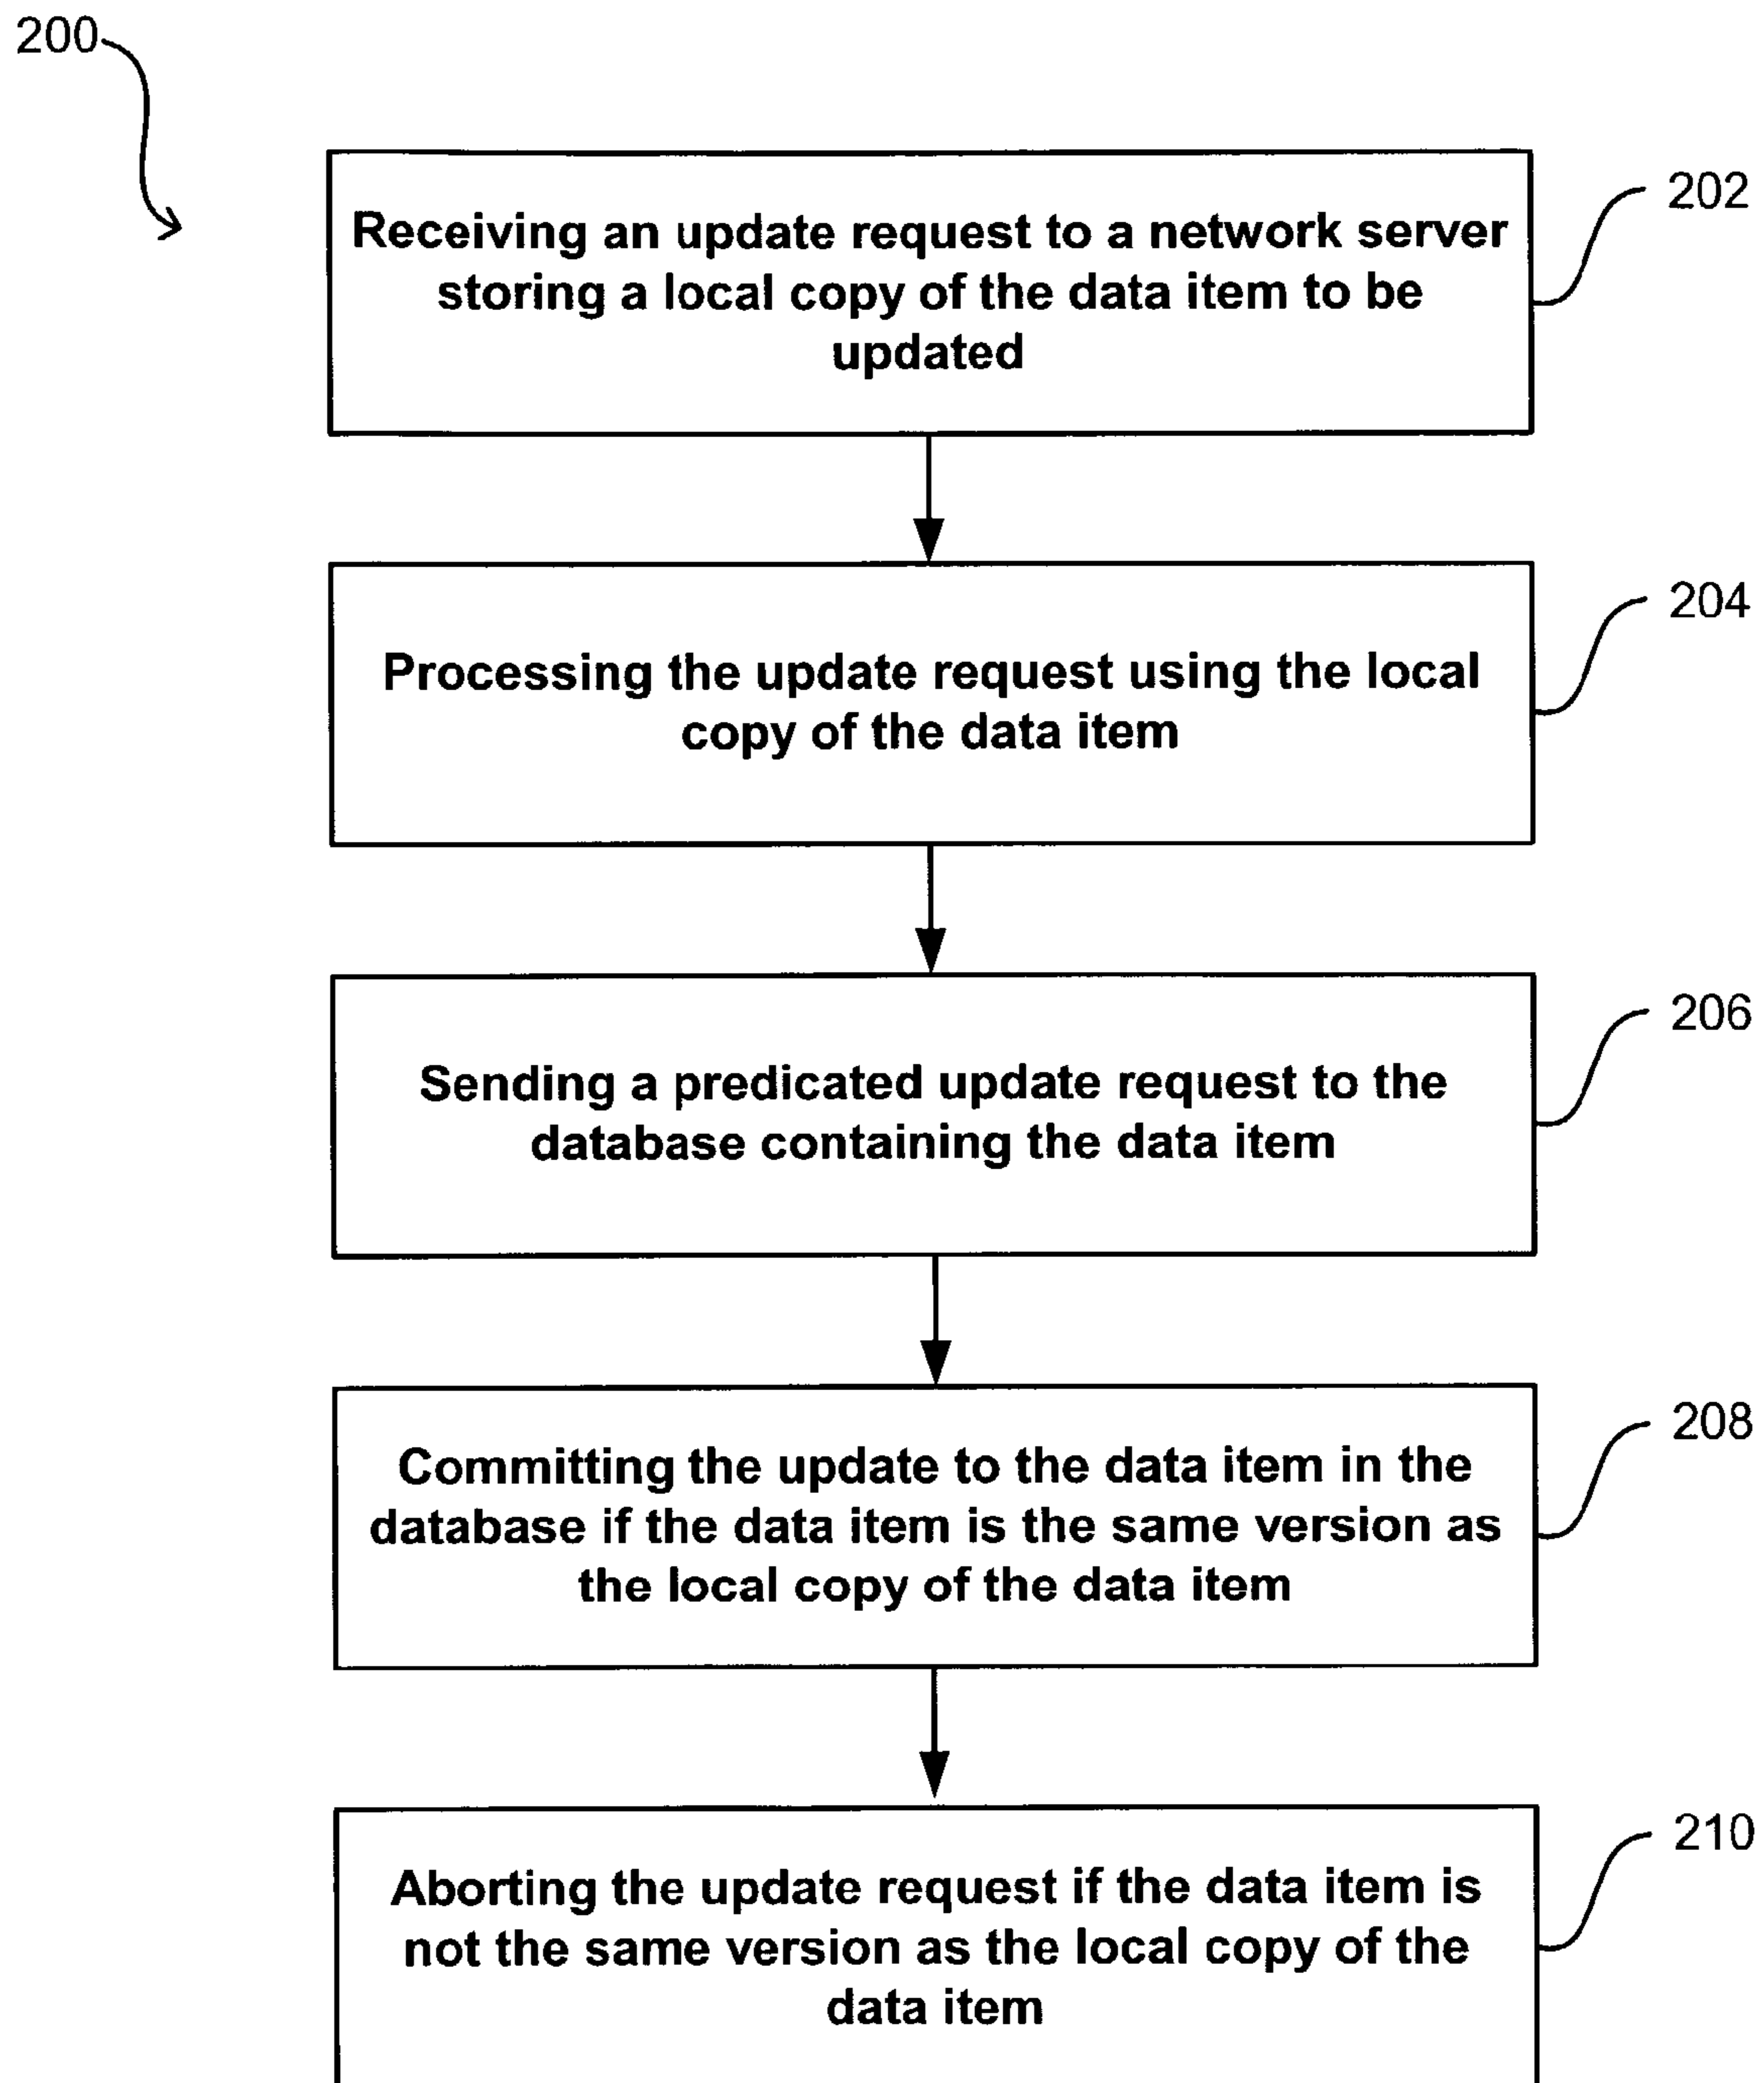 200
Receiving an update request to a network server
storing a local copy of the data item to be
updated
202
Processing the update request using the local
copy of the data item
204
Sending a predicated update request to the
database containing the data item
206
Committing the update to the data item in the
database if the data item is the same version as
the local copy of the data item
208
Aborting the update request if the data item is
not the same version as the local copy of the
data item
210